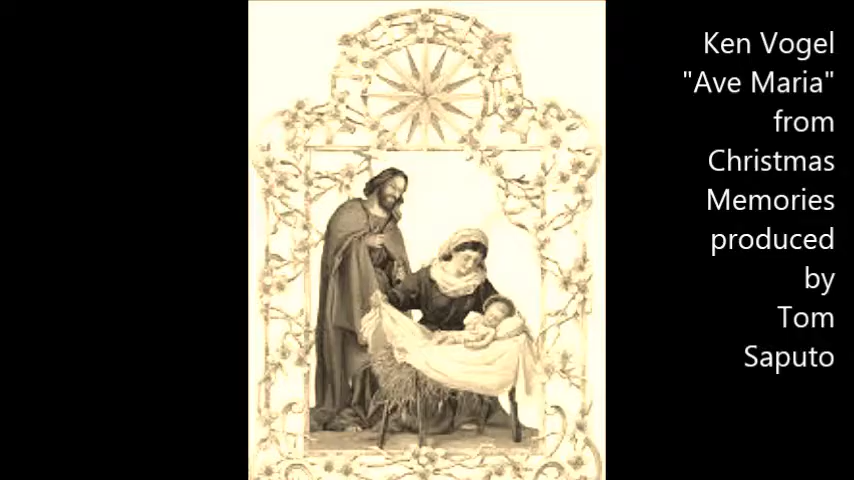 Ken Vogel
"Ave Maria"
from
Christmas
Memories
produced
by
Tom
Saputo